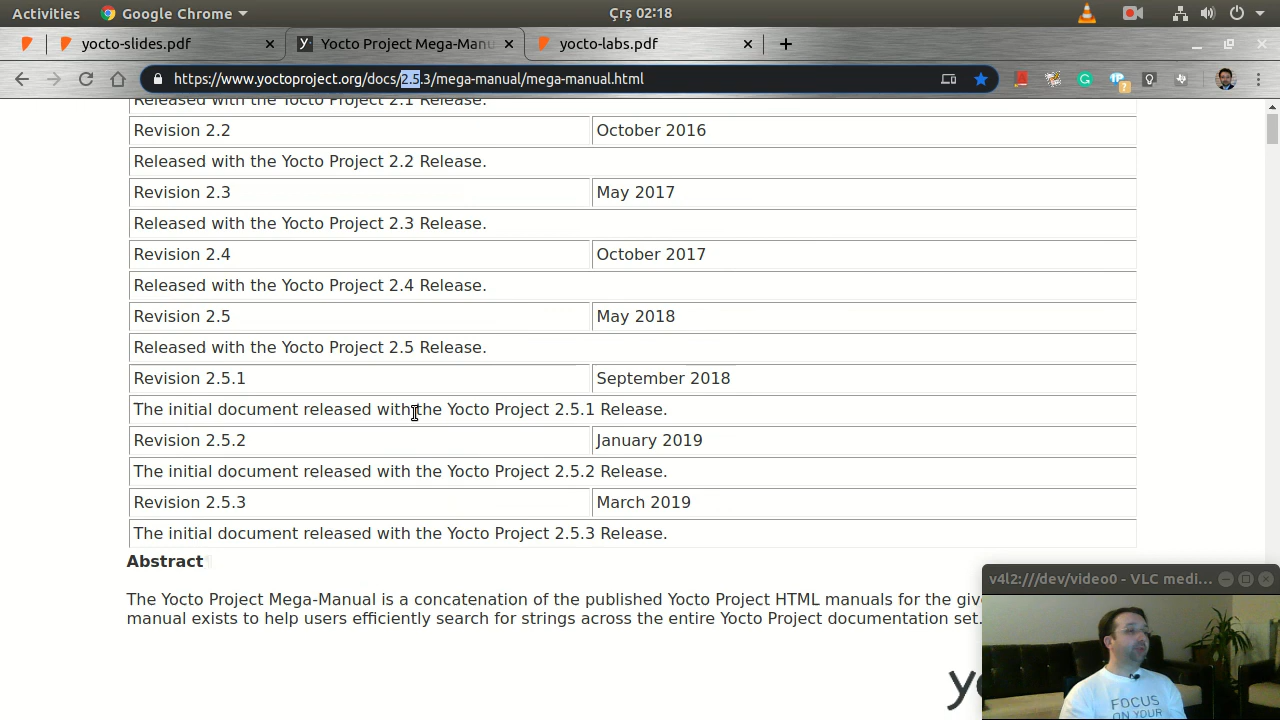 Activities Google Chrome Çrş 02:18
yocto-slides.pdf Yocto Project Mega-Manu yocto-labs.pdf
https://www.yoctoproject.org/docs/2.5.3/mega-manual/mega-manual.html
Released with the Yocto Project 2.1 Release.
Revision 2.2 October 2016
Released with the Yocto Project 2.2 Release.
Revision 2.3 May 2017
Released with the Yocto Project 2.3 Release.
Revision 2.4 October 2017
Released with the Yocto Project 2.4 Release.
Revision 2.5 May 2018
Released with the Yocto Project 2.5 Release.
Revision 2.5.1 September 2018
The initial document released with the Yocto Project 2.5.1 Release.
Revision 2.5.2 January 2019
The initial document released with the Yocto Project 2.5.2 Release.
Revision 2.5.3 March 2019
The initial document released with the Yocto Project 2.5.3 Release.
Abstract
The Yocto Project Mega-Manual is a concatenation of the published Yocto Project HTML manuals for the give
manual exists to help users efficiently search for strings across the entire Yocto Project documentation set.
v4l2:///dev/video0 - VLC medi...
yo
FOCUS
ON YOUR